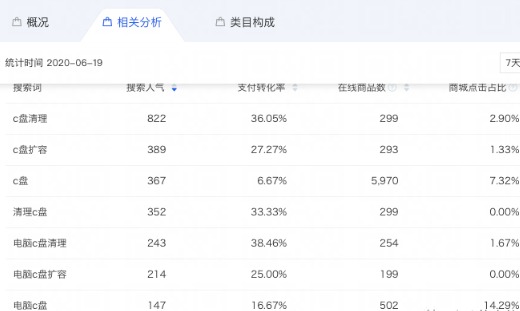 概况 相关分析 类目构成
统计时间 2020-06-19 7天
搜索词 搜索人气 支付转化率 在线商品数 商城点击占比
c盘清理 822 36.05% 299 2.90%
c盘扩容 389 27.27% 293 1.33%
c盘 367 6.67% 5,970 7.32%
清理c盘 352 33.33% 299 0.00%
电脑c盘清理 243 38.46% 254 1.67%
电脑c盘扩容 214 25.00% 199 0.00%
电脑c盘 147 16.67% 502 14.29%